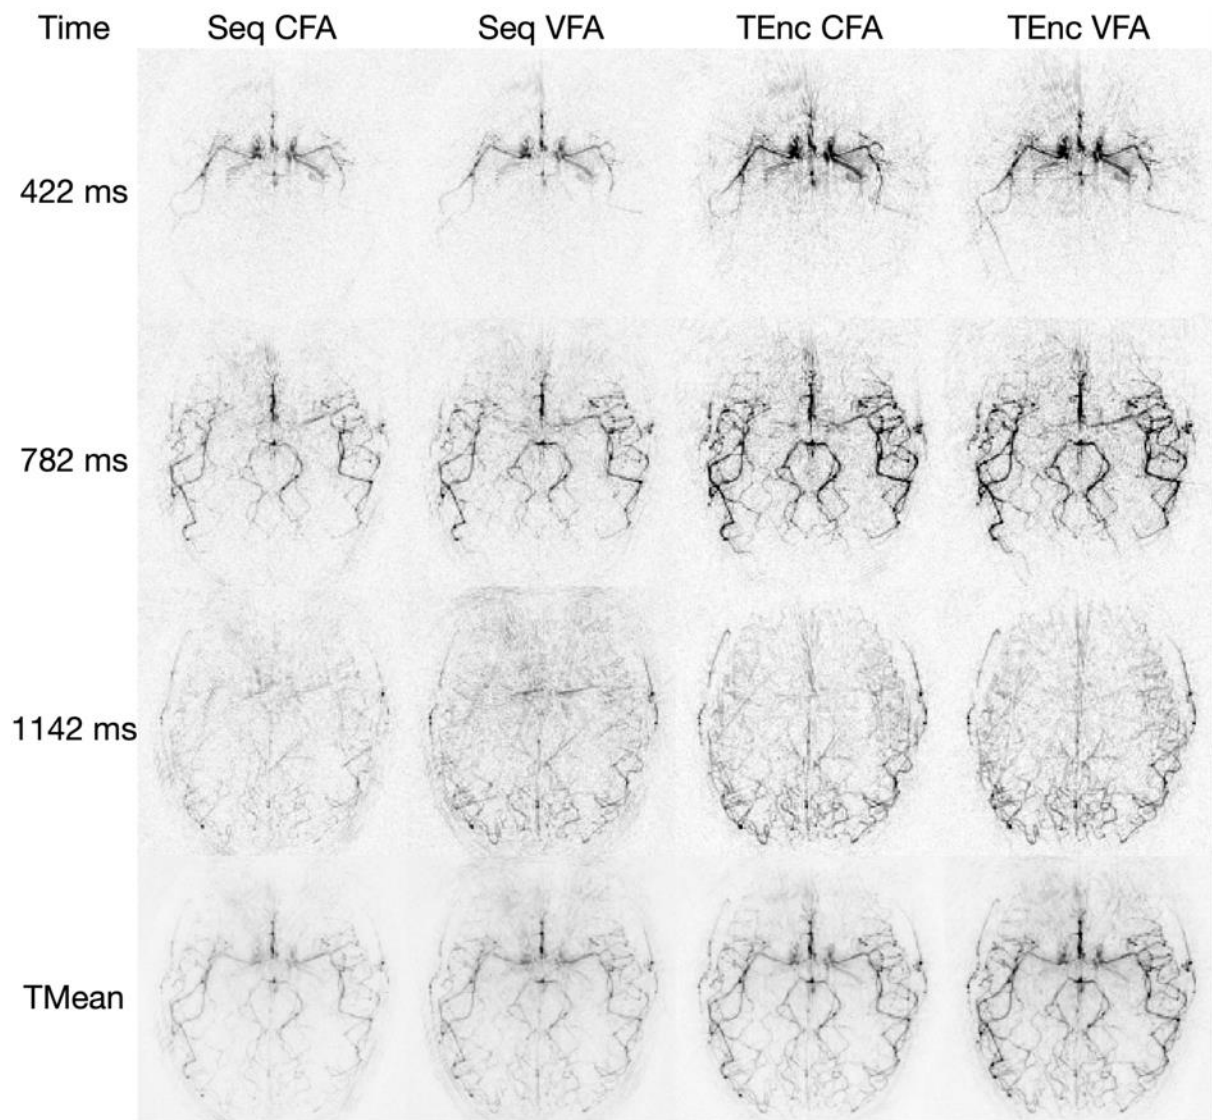 Time Seq CFA Seq VFA TEnc CFA TEnc VFA
422 ms
782 ms
1142 ms
TMean